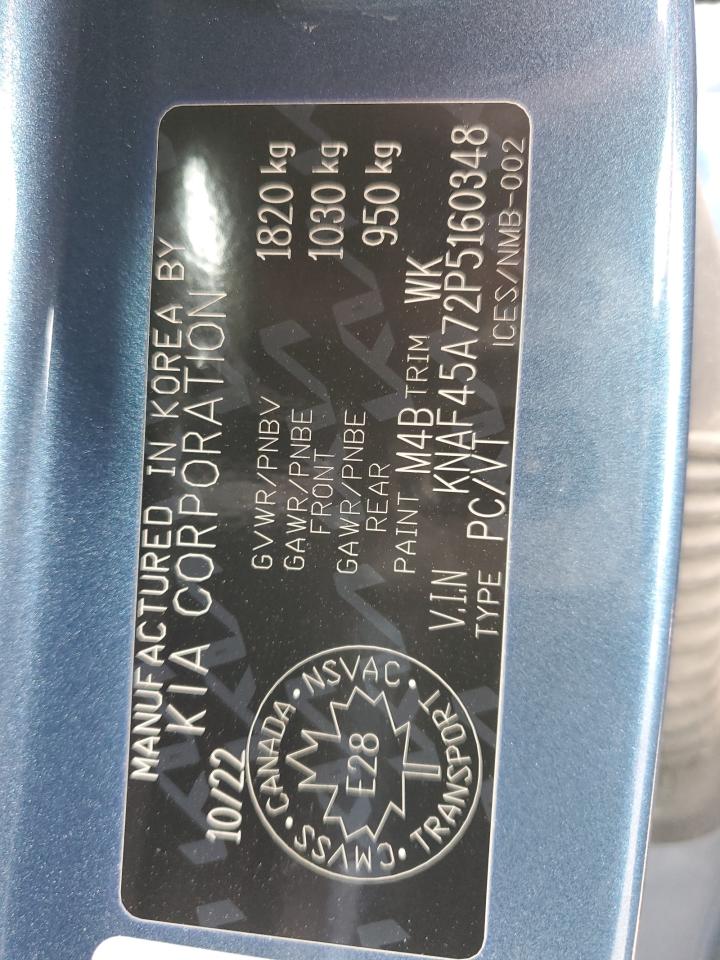 MANUFACTURED IN KOREA BY
KIA CORPORATION
10/22
GVWR/PNBV 1820 kg
GAWR/PNBE FRONT 1030 kg
GAWR/PNBE REAR 950 kg
PAINT M4B TRIM WK
V.I.N KNAF45A72P5160348
TYPE PC/VT
ICES/NMB-002
CMVSS · CANADA · NSVAC · TRANSPORT
E28